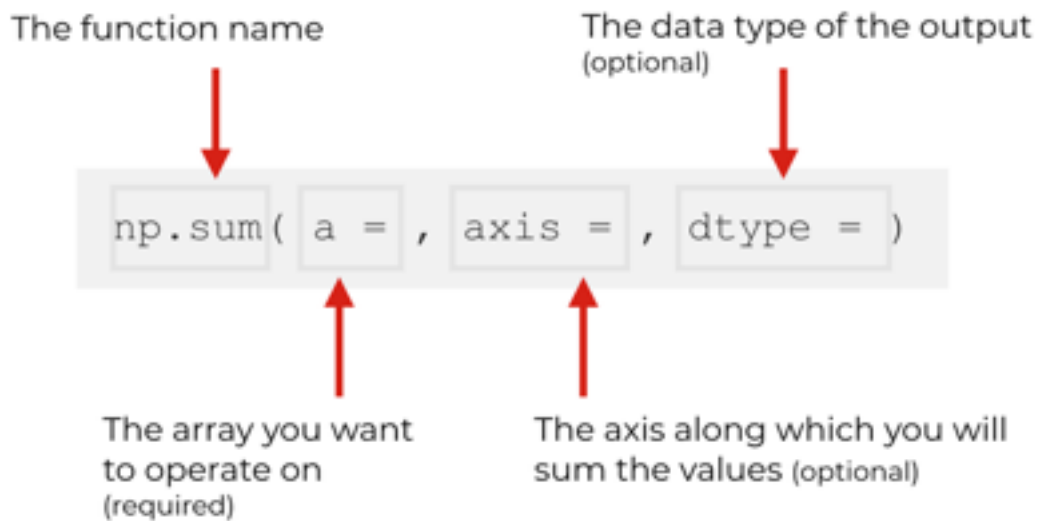 The function name
The data type of the output
(optional)
np.sum( a = , axis = , dtype = )
The array you want
to operate on
(required)
The axis along which you will
sum the values (optional)